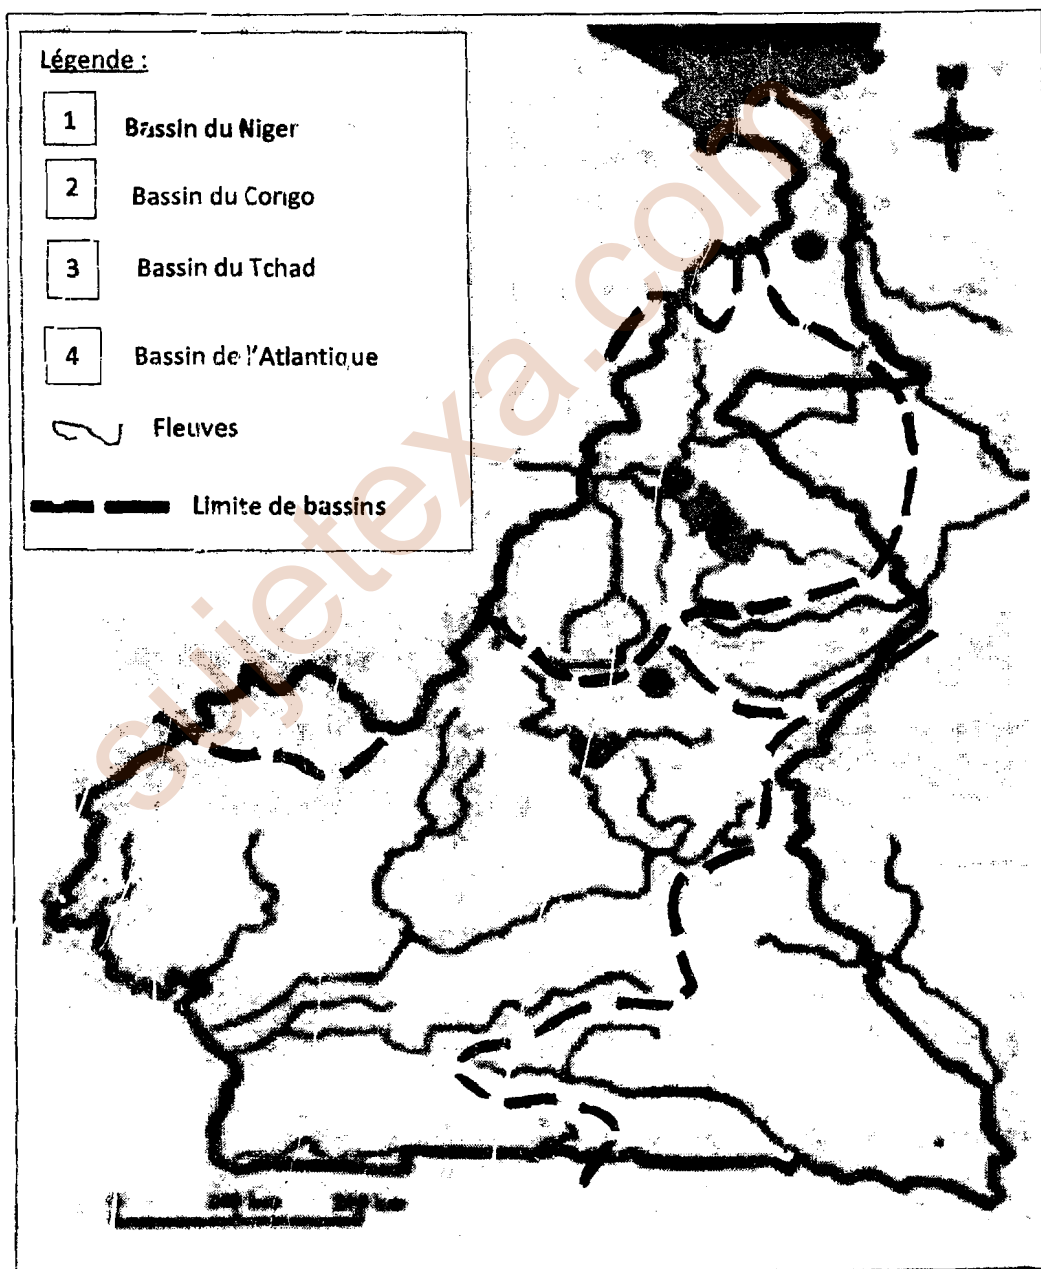 Légende :
1 Bassin du Niger
2 Bassin du Congo
3 Bassin du Tchad
4 Bassin de l'Atlantique
Fleuves
Limite de bassins
N
sujetexa.com